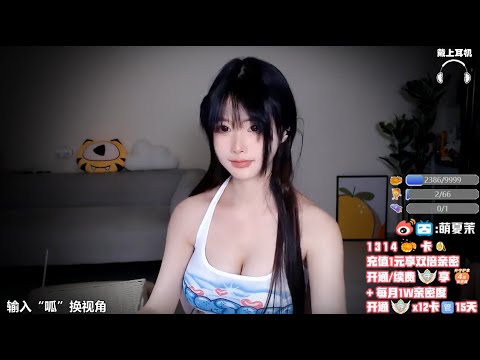 戴上耳机
2386/9999
2/66
0/1
:萌夏茉
1314 卡
充值1元享双倍亲密
开通/续费 享
+每月1W亲密度
开通 x12卡 15天
输入“呱”换视角